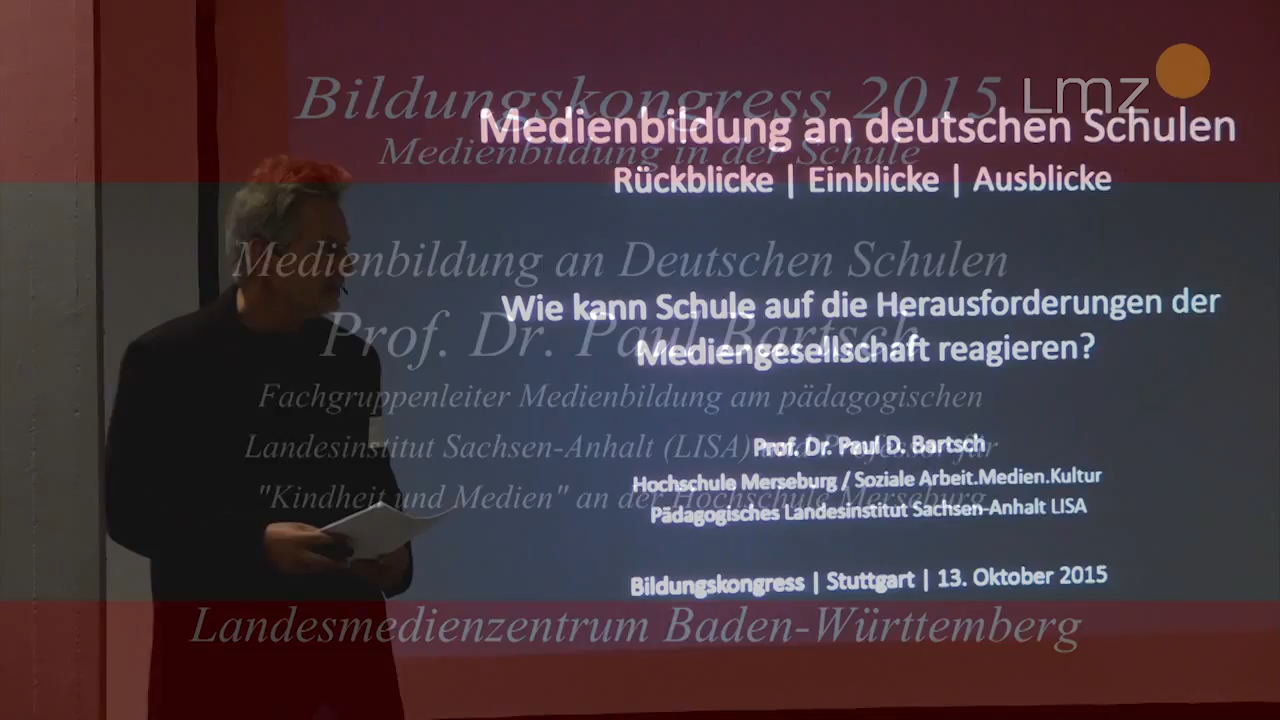 Bildungskongress 2015
lmz
Medienbildung in der Schule
Medienbildung an Deutschen Schulen
Prof. Dr. Paul Bartsch
Fachgruppenleiter Medienbildung am pädagogischen
Landesinstitut Sachsen-Anhalt (LISA) und Professor für
"Kindheit und Medien" an der Hochschule Merseburg
Landesmedienzentrum Baden-Württemberg
Medienbildung an deutschen Schulen
Rückblicke | Einblicke | Ausblicke
Wie kann Schule auf die Herausforderungen der
Mediengesellschaft reagieren?
Prof. Dr. Paul D. Bartsch
Hochschule Merseburg / Soziale Arbeit.Medien.Kultur
Pädagogisches Landesinstitut Sachsen-Anhalt LISA
Bildungskongress | Stuttgart | 13. Oktober 2015